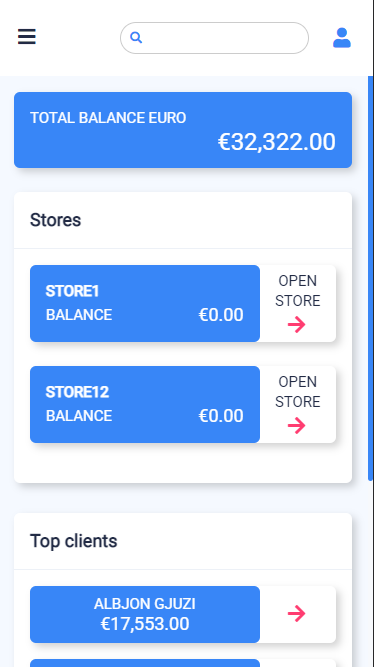 TOTAL BALANCE EURO
€32,322.00
Stores
STORE1
BALANCE €0.00
OPEN
STORE
STORE12
BALANCE €0.00
OPEN
STORE
Top clients
ALBJON GJUZI
€17,553.00